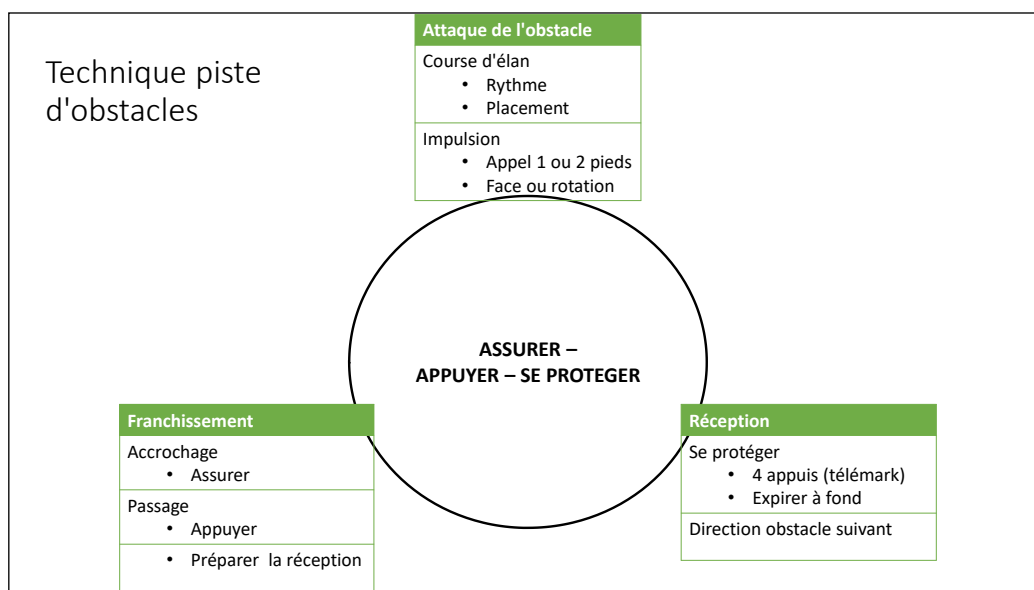 Technique piste
d'obstacles
Attaque de l'obstacle
Course d'élan
• Rythme
• Placement
Impulsion
• Appel 1 ou 2 pieds
• Face ou rotation
ASSURER –
APPUYER – SE PROTEGER
Franchissement
Accrochage
• Assurer
Passage
• Appuyer
• Préparer la réception
Réception
Se protéger
• 4 appuis (télémark)
• Expirer à fond
Direction obstacle suivant